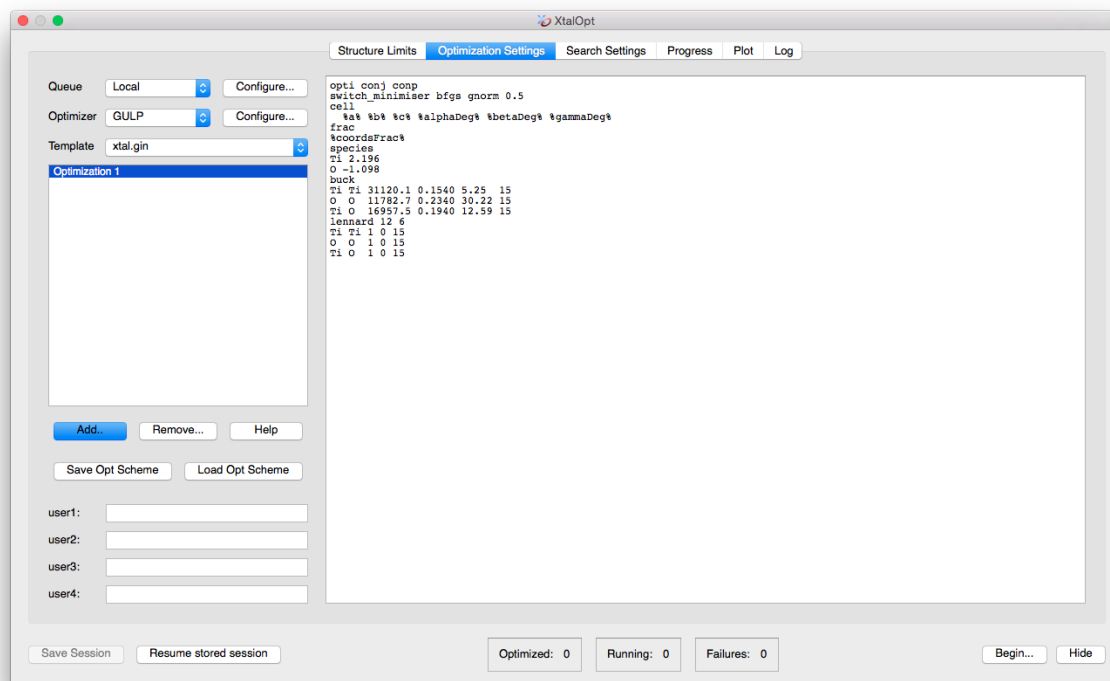 XtalOpt
Structure Limits Optimization Settings Search Settings Progress Plot Log
Queue Local Configure...
Optimizer GULP Configure...
Template xtal.gin
Optimization 1
Add.. Remove... Help
Save Opt Scheme Load Opt Scheme
user1:
user2:
user3:
user4:
opti conj conp
switch_minimiser bfgs gnorm 0.5
cell
%a% %b% %c% %alphaDeg% %betaDeg% %gammaDeg%
frac
%coordsFrac%
species
Ti 2.196
O -1.098
buck
Ti Ti 31120.1 0.1540 5.25 15
O O 11782.7 0.2340 30.22 15
Ti O 16957.5 0.1940 12.59 15
lennard 12 6
Ti Ti 1 0 15
O O 1 0 15
Ti O 1 0 15
Save Session Resume stored session Optimized: 0 Running: 0 Failures: 0 Begin... Hide